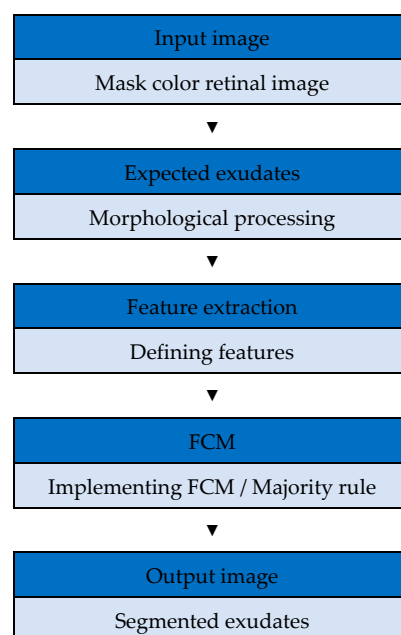 Input image
Mask color retinal image
▼
Expected exudates
Morphological processing
▼
Feature extraction
Defining features
▼
FCM
Implementing FCM / Majority rule
▼
Output image
Segmented exudates